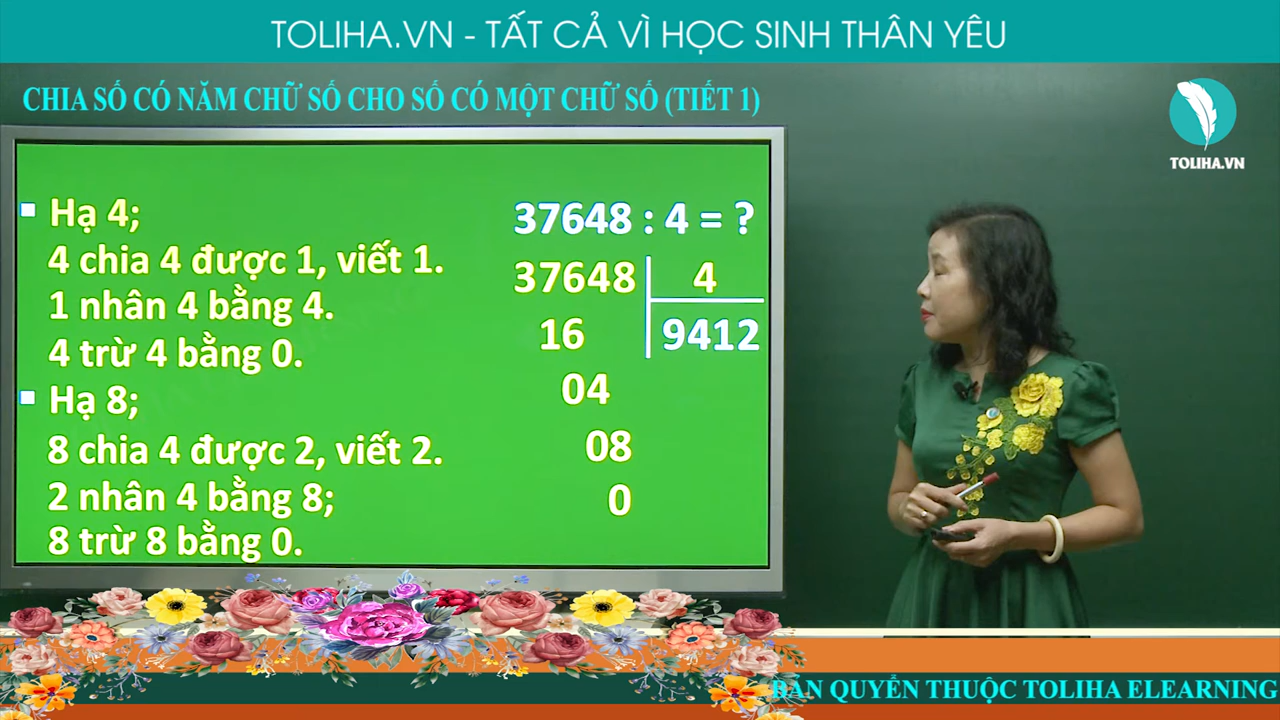 TOLIHA.VN - TẤT CẢ VÌ HỌC SINH THÂN YÊU
CHIA SỐ CÓ NĂM CHỮ SỐ CHO SỐ CÓ MỘT CHỮ SỐ (TIẾT 1)
TOLIHA.VN
Hạ 4;
4 chia 4 được 1, viết 1.
1 nhân 4 bằng 4.
4 trừ 4 bằng 0.
Hạ 8;
8 chia 4 được 2, viết 2.
2 nhân 4 bằng 8;
8 trừ 8 bằng 0.
37648 : 4 = ?
37648 4
16 9412
04
08
0
BẢN QUYỀN THUỘC TOLIHA ELEARNING